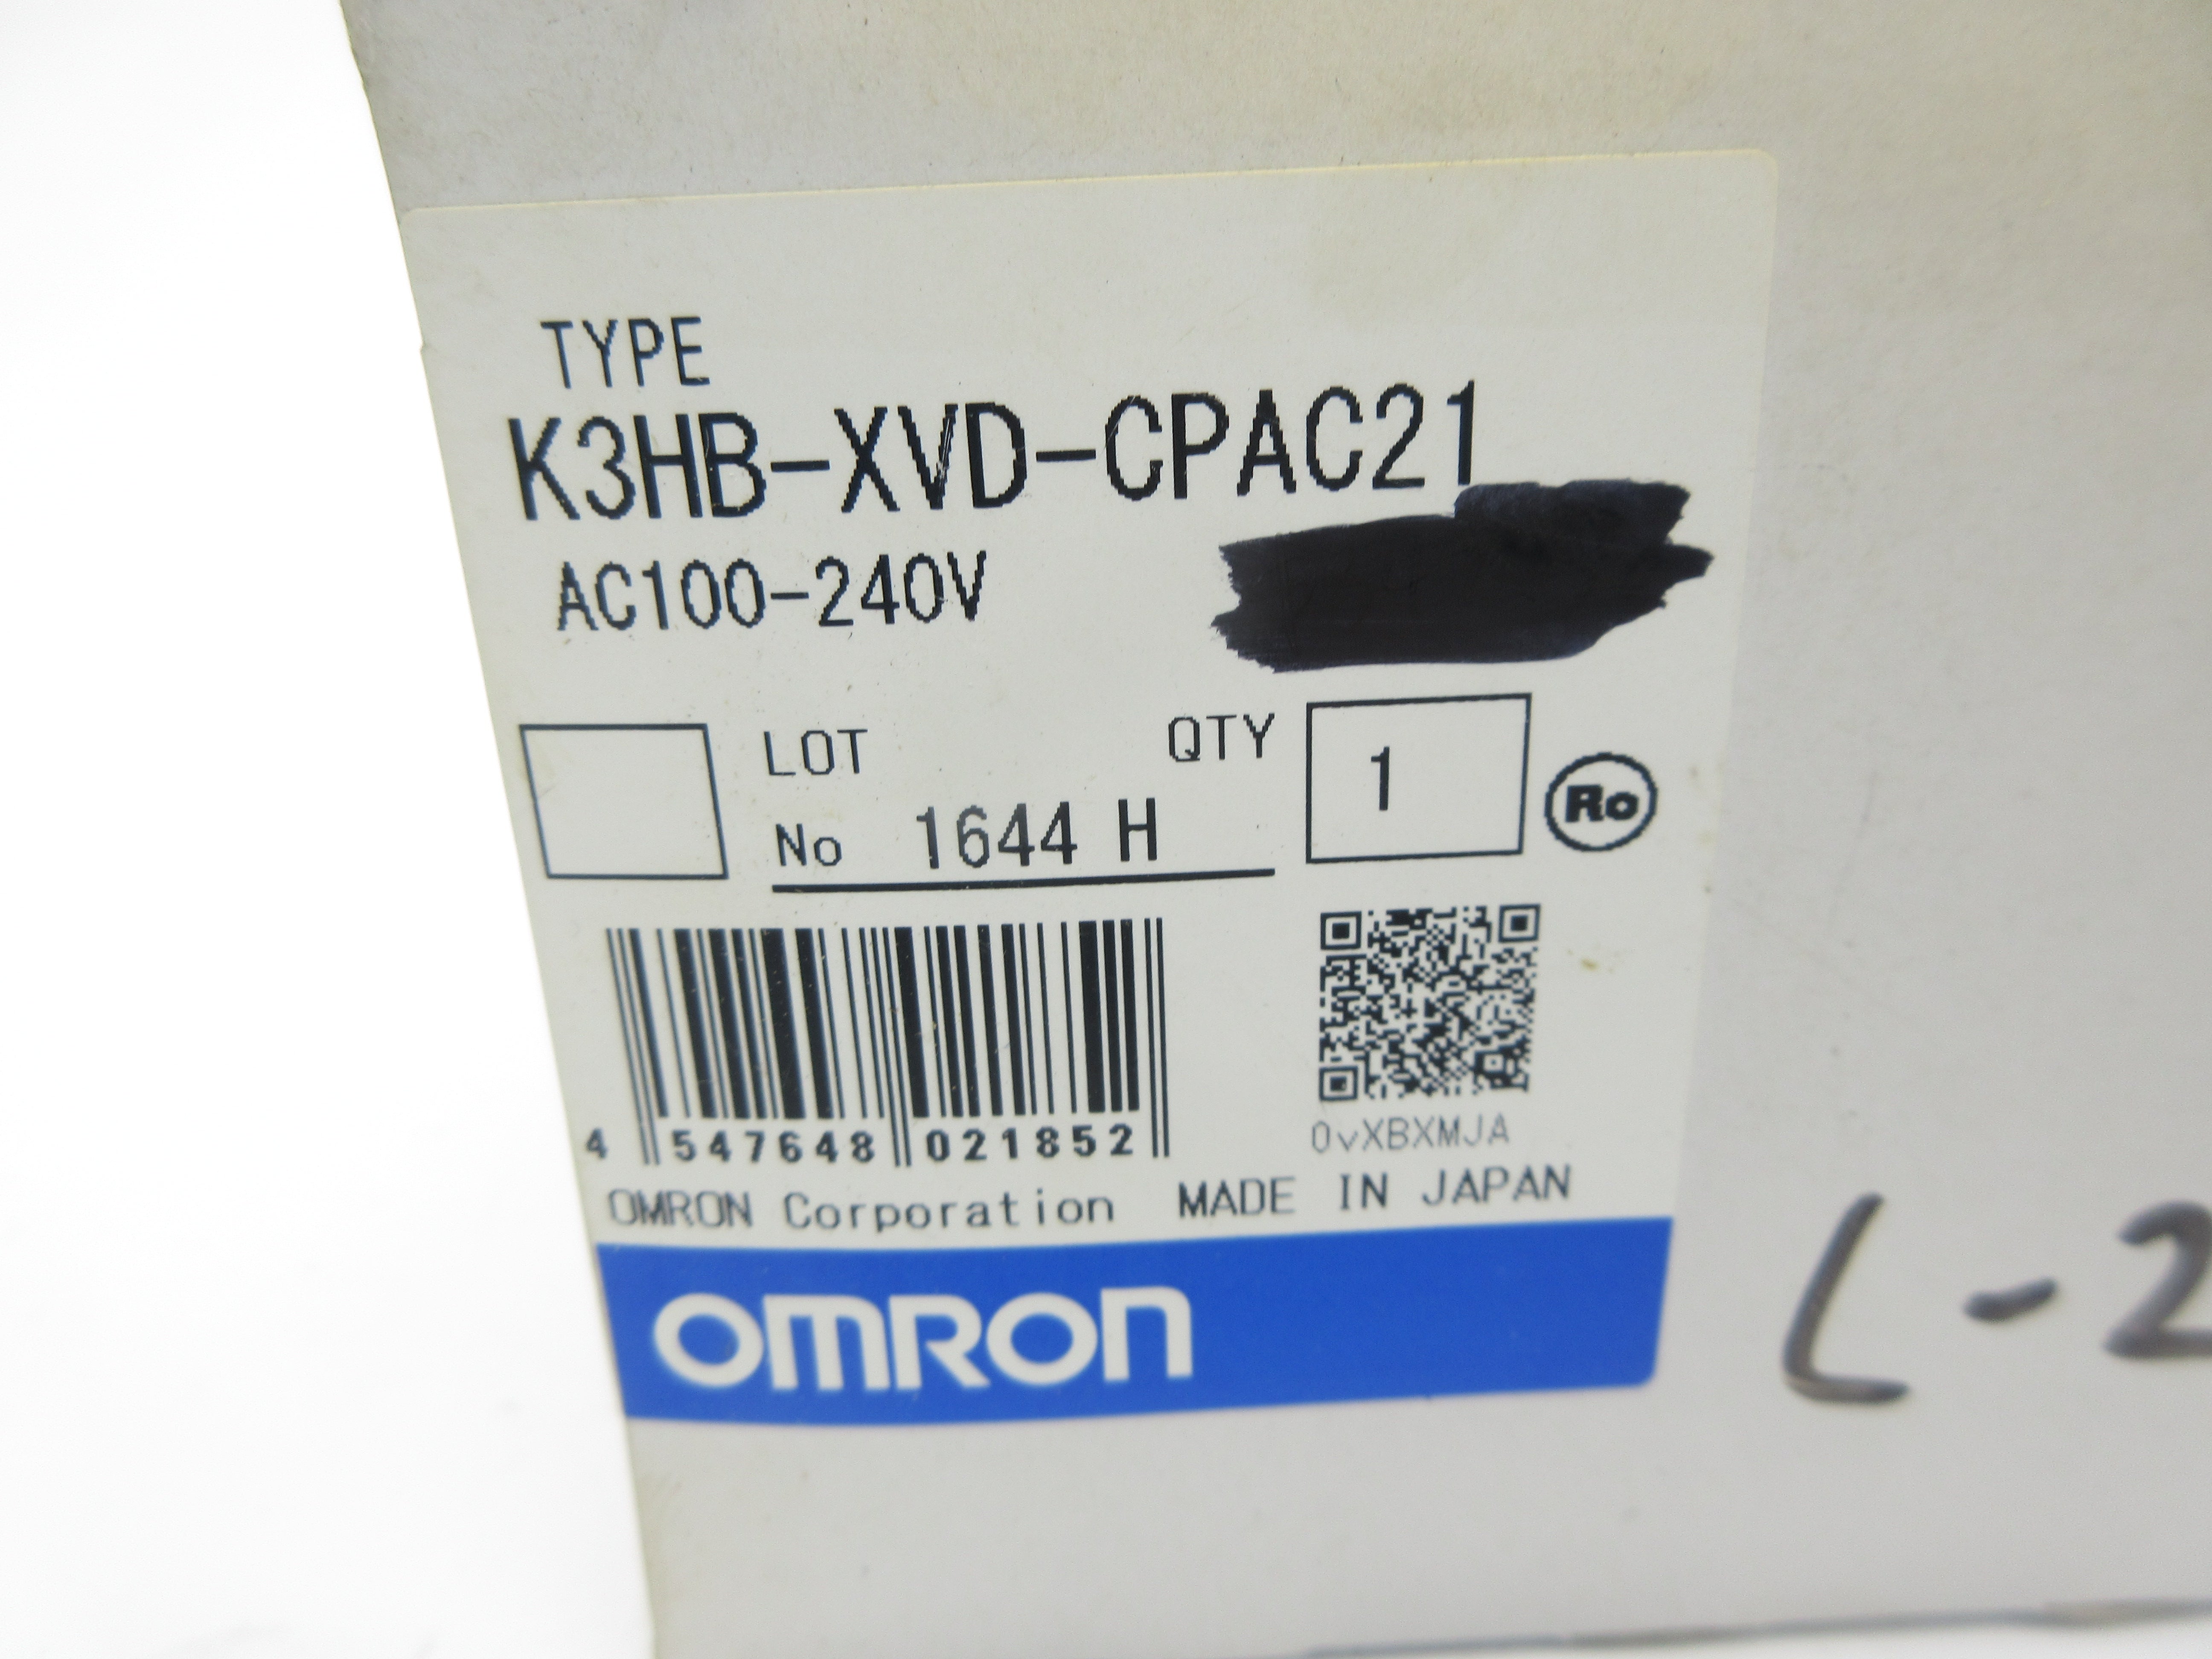 TYPE
K3HB-XVD-CPAC21
AC100-240V
LOT QTY 1
No 1644 H Ro
4 547648 021852
0vXBXMJA
OMRON Corporation MADE IN JAPAN
OMRON
L-2